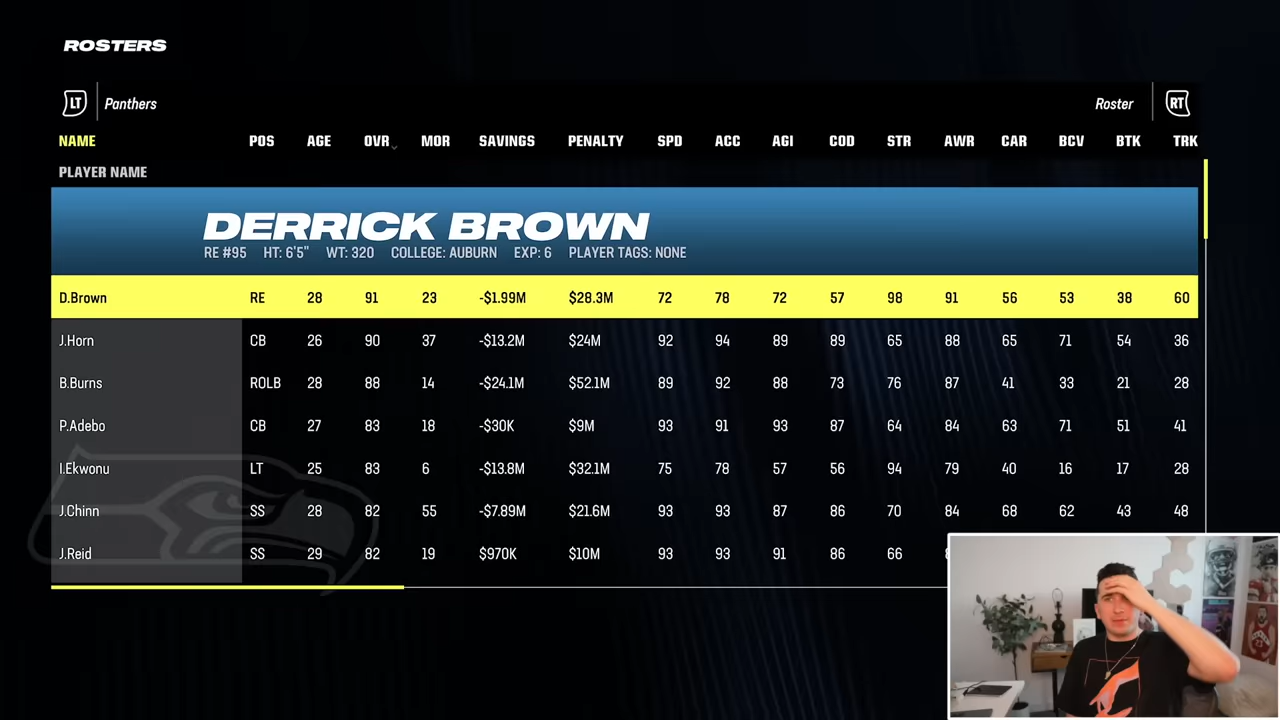 ROSTERS
LT Panthers Roster RT
NAME POS AGE OVR MOR SAVINGS PENALTY SPD ACC AGI COD STR AWR CAR BCV BTK TRK
PLAYER NAME
DERRICK BROWN
RE #95 HT: 6'5" WT: 320 COLLEGE: AUBURN EXP: 6 PLAYER TAGS: NONE
D.Brown RE 28 91 23 -$1.99M $28.3M 72 78 72 57 98 91 56 53 38 60
J.Horn CB 26 90 37 -$13.2M $24M 92 94 89 89 65 88 65 71 54 36
B.Burns ROLB 28 88 14 -$24.1M $52.1M 89 92 88 73 76 87 41 33 21 28
P.Adebo CB 27 83 18 -$30K $9M 93 91 93 87 64 84 63 71 51 41
I.Ekwonu LT 25 83 6 -$13.8M $32.1M 75 78 57 56 94 79 40 16 17 28
J.Chinn SS 28 82 55 -$7.89M $21.6M 93 93 87 86 70 84 68 62 43 48
J.Reid SS 29 82 19 $970K $10M 93 93 91 86 66